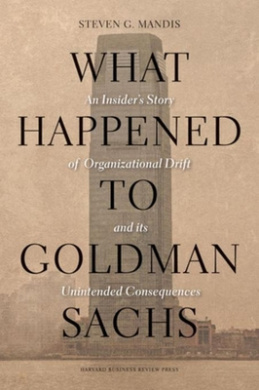 STEVEN G. MANDIS
WHAT
An Insider's Story
HAPPENED
of Organizational Drift
TO
and its
GOLDMAN
Unintended Consequences
SACHS
HARVARD BUSINESS REVIEW PRESS